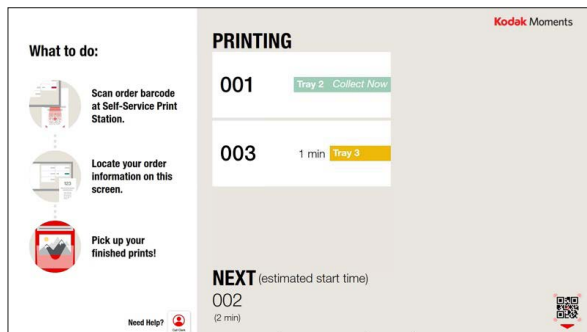 Kodak Moments
What to do:
Scan order barcode
at Self-Service Print
Station.
Locate your order
information on this
screen.
Pick up your
finished prints!
Need Help?
PRINTING
001
Tray 2 Collect Now
003
1 min Tray 3
NEXT (estimated start time)
002
(2 min)